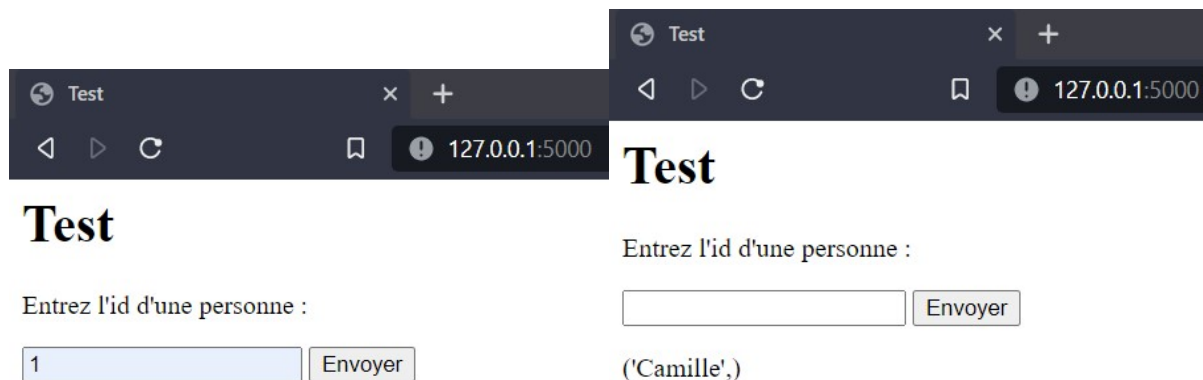 Test
127.0.0.1:5000
Test
Entrez l'id d'une personne :
1 Envoyer
Test
127.0.0.1:5000
Test
Entrez l'id d'une personne :
Envoyer
('Camille',)